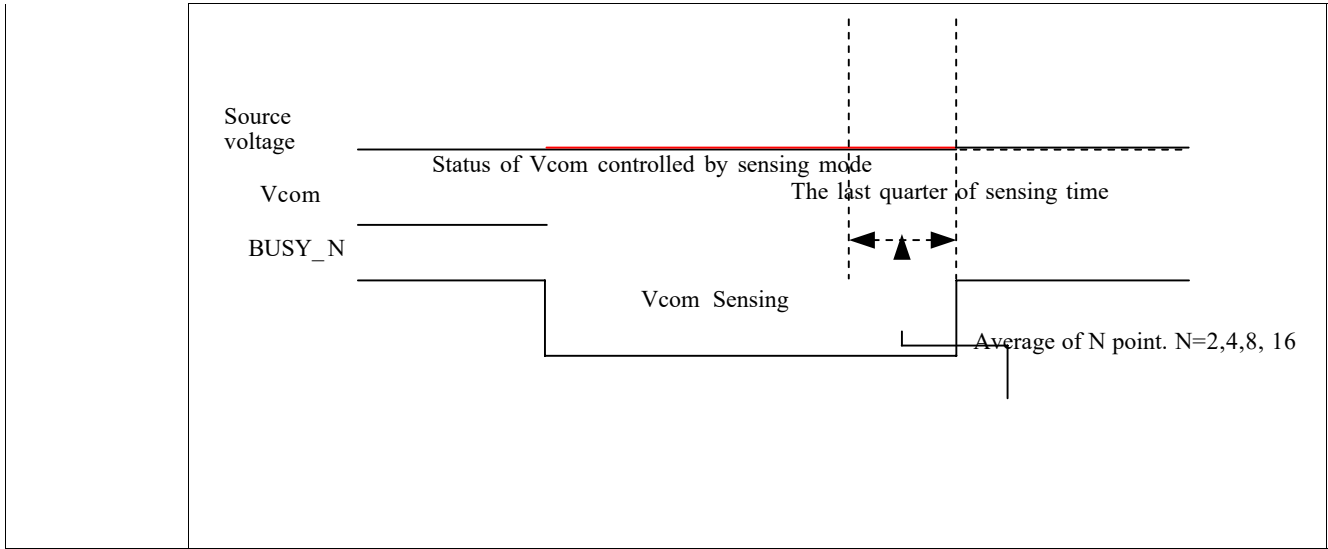 Source
voltage
Status of Vcom controlled by sensing mode
Vcom
The last quarter of sensing time
BUSY_N
Vcom Sensing
Average of N point. N=2,4,8, 16